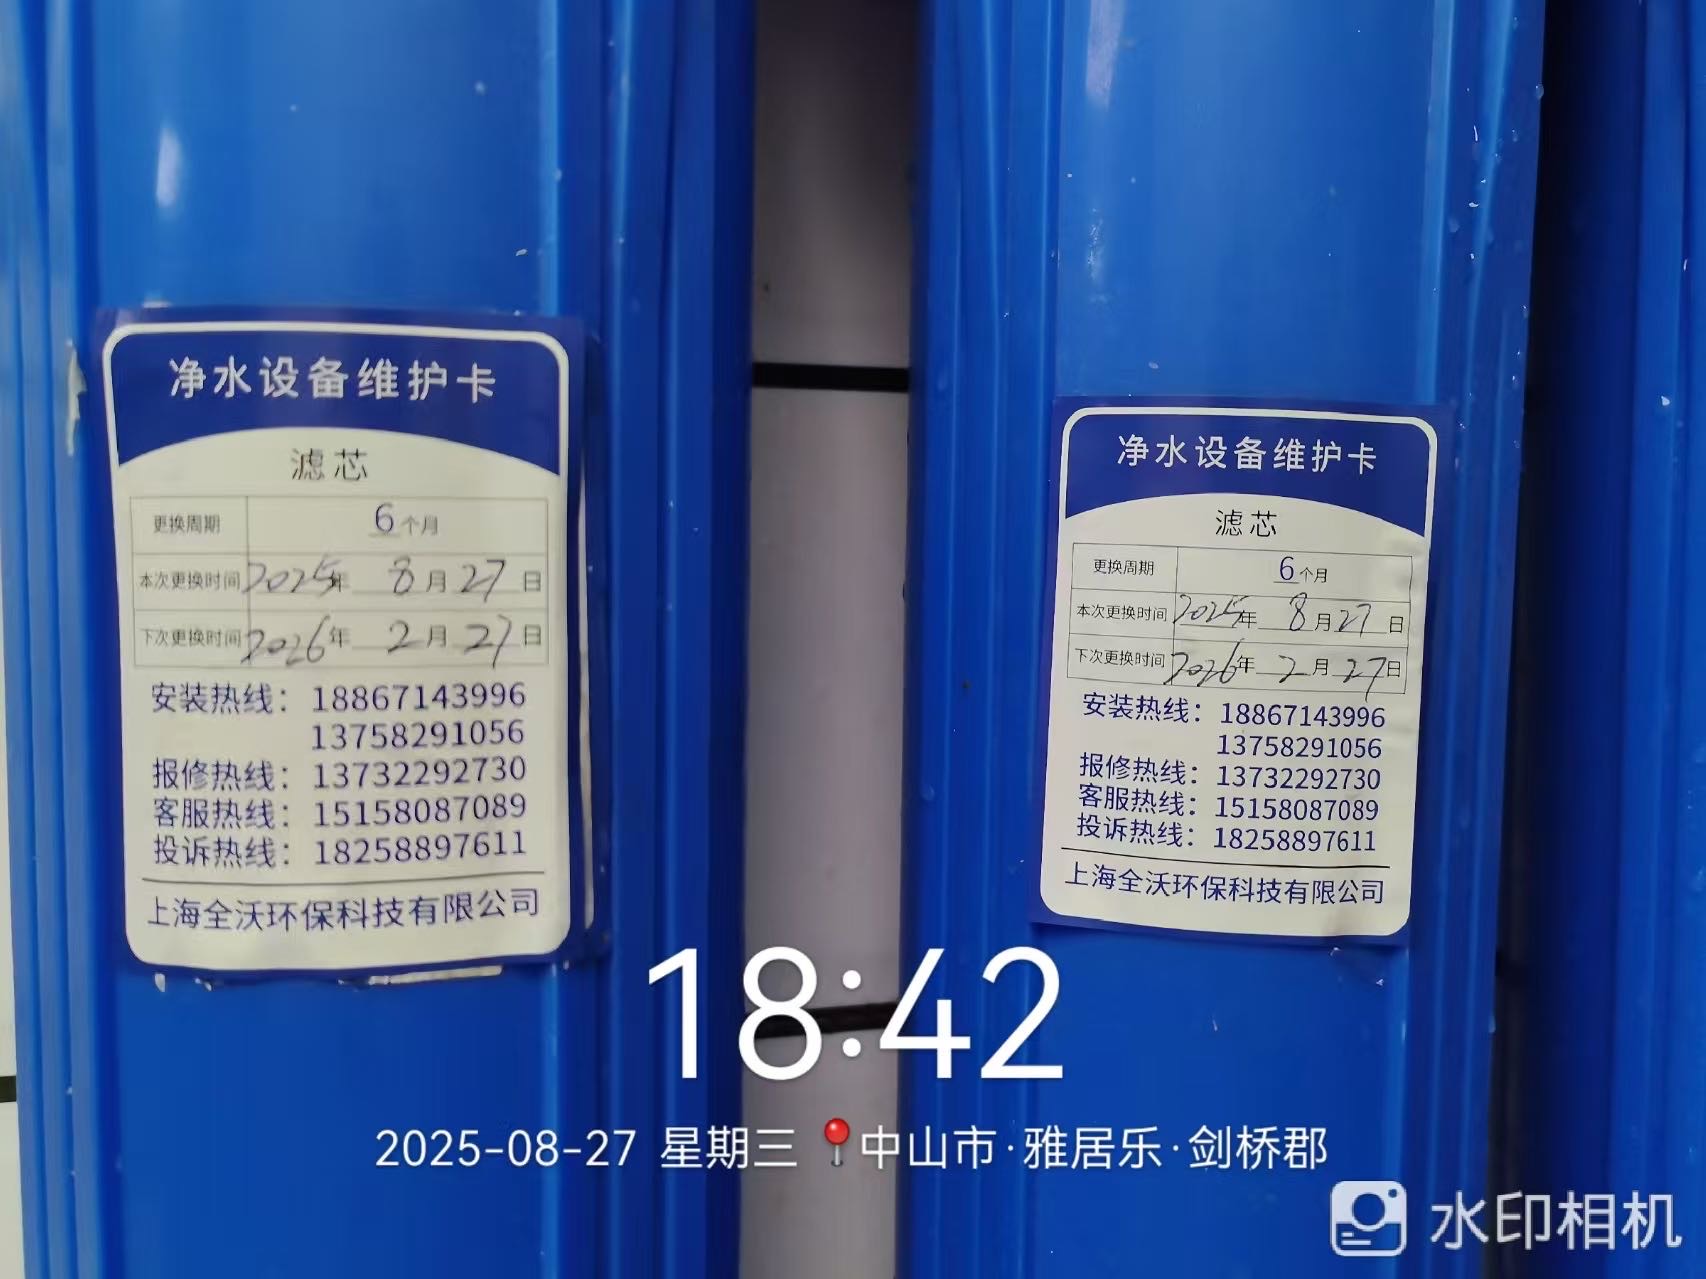 净水设备维护卡
滤芯
更换周期 6个月
本次更换时间 2025年 8月27日
下次更换时间 2026年 2月27日
安装热线：18867143996
13758291056
报修热线：13732292730
客服热线：15158087089
投诉热线：18258897611
上海全沃环保科技有限公司
净水设备维护卡
滤芯
更换周期 6个月
本次更换时间 2025年 8月27日
下次更换时间 2026年 2月27日
安装热线：18867143996
13758291056
报修热线：13732292730
客服热线：15158087089
投诉热线：18258897611
上海全沃环保科技有限公司
18:42
2025-08-27 星期三 中山市·雅居乐·剑桥郡
水印相机